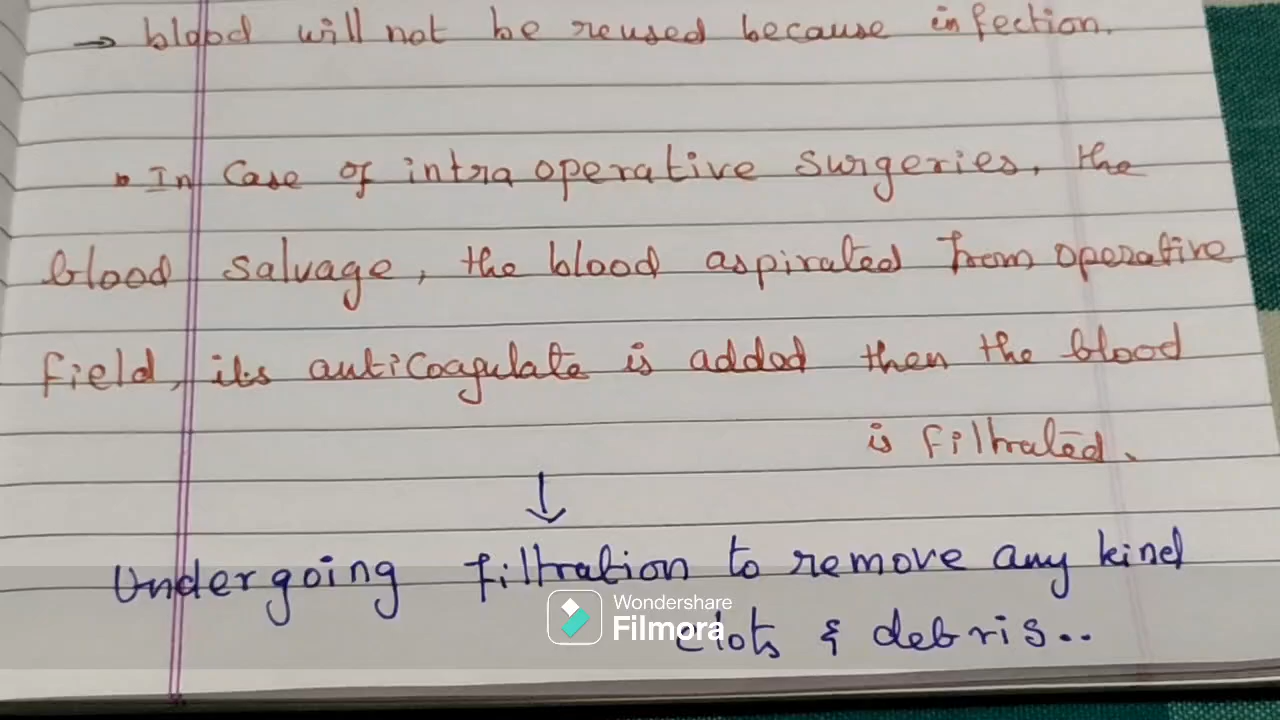 → blood will not be reused because infection.
• In Case of intra operative surgeries, the
blood salvage, the blood aspirated from operative
field, its anticoagulate is added then the blood
is filtrated.
↓
Undergoing filtration to remove any kind
clots & debris..
Wondershare
Filmora